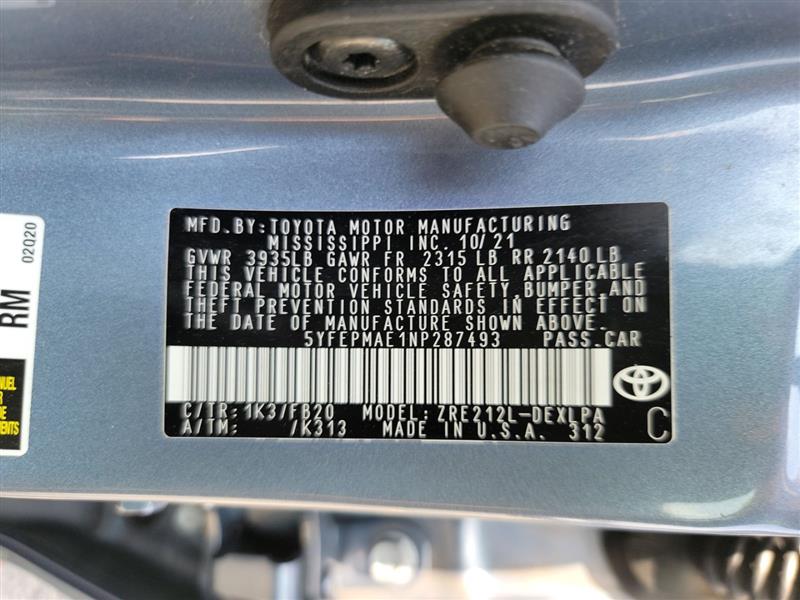 MFD. BY: TOYOTA MOTOR MANUFACTURING
MISSISSIPPI INC. 10/21
GVWR 3935LB GAWR FR 2315 LB RR 2140 LB
THIS VEHICLE CONFORMS TO ALL APPLICABLE
FEDERAL MOTOR VEHICLE SAFETY, BUMPER, AND
THEFT PREVENTION STANDARDS IN EFFECT ON
THE DATE OF MANUFACTURE SHOWN ABOVE.
5YFEPMAE1NP287493 PASS. CAR
C/TR: 1K3/FB20 MODEL: ZRE212L-DEXLPA
A/TM: /K313 MADE IN U.S.A. 312 C
02020
RM